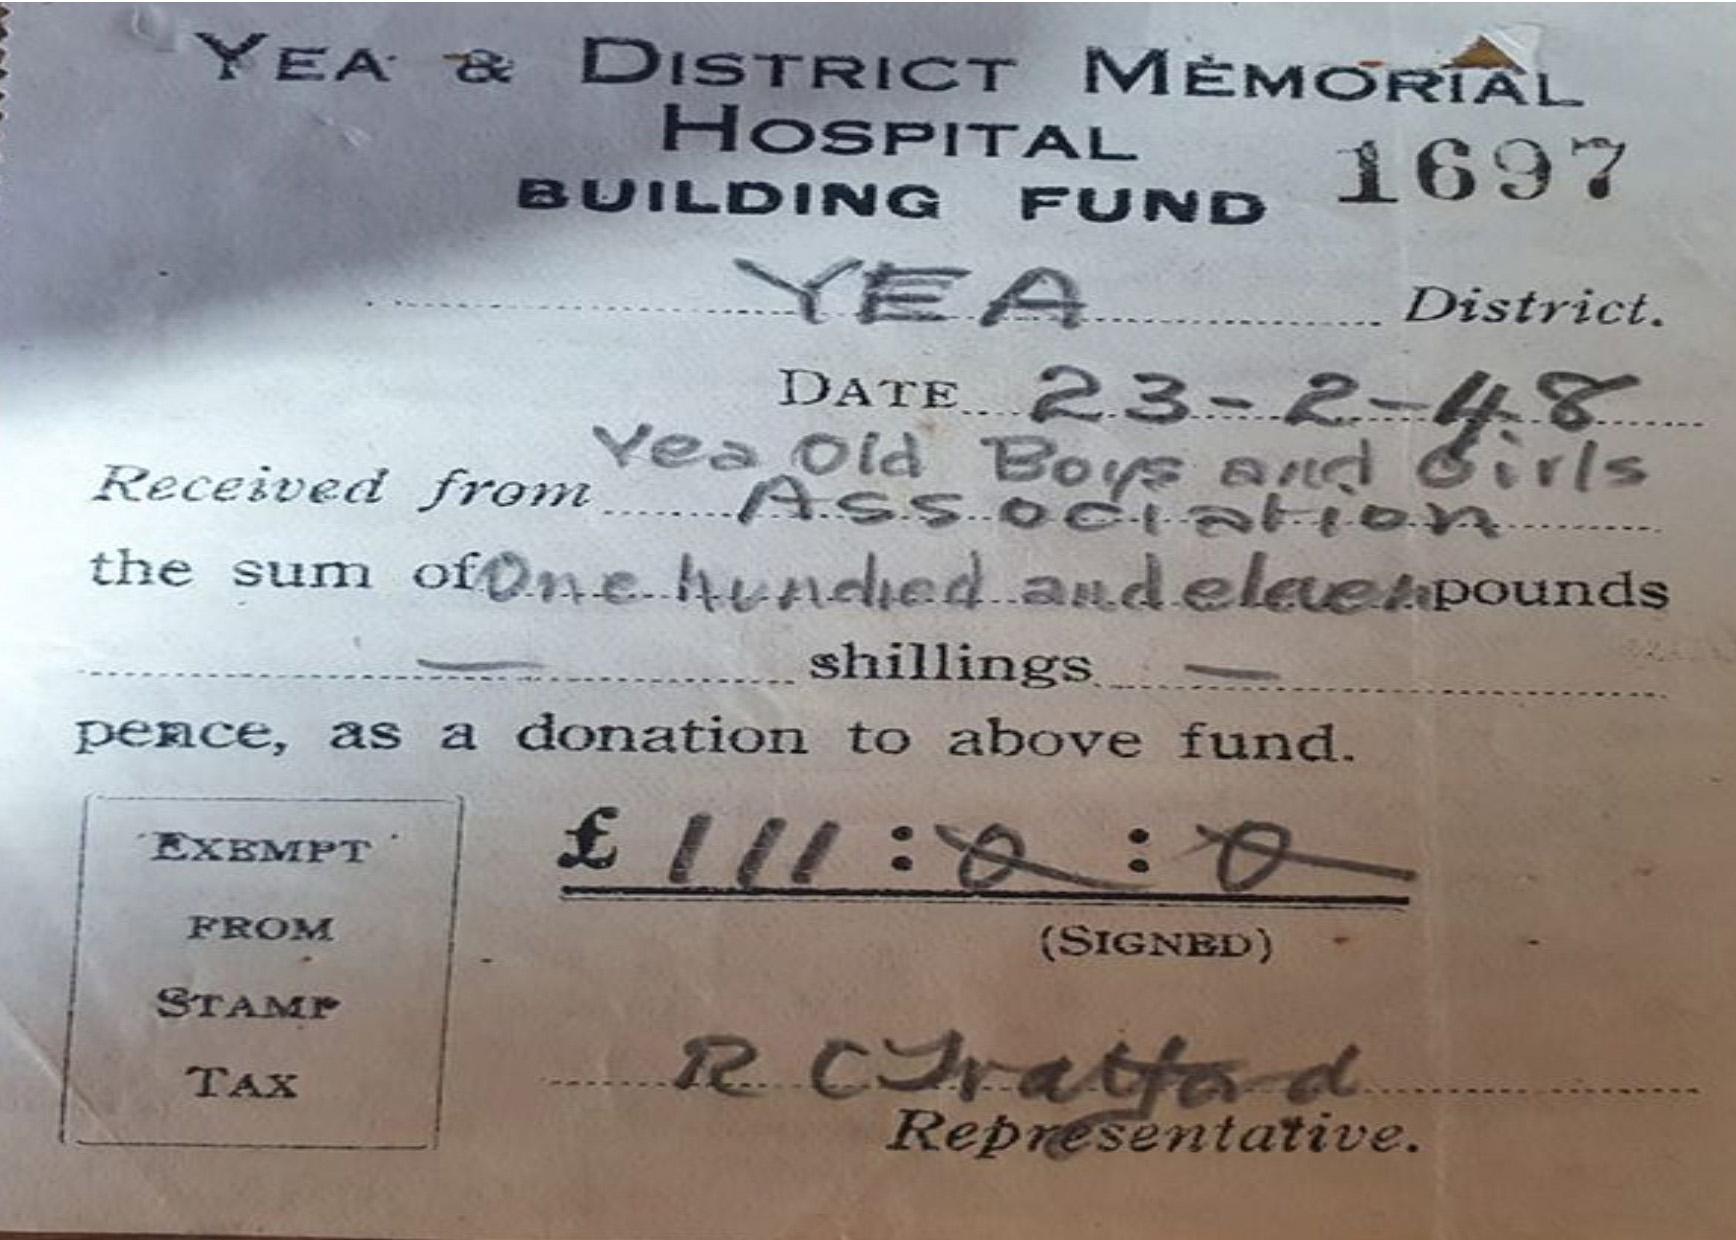 YEA & DISTRICT MEMORIAL
HOSPITAL
BUILDING FUND 1697
YEA District.
DATE 23-2-48
Yea Old Boys and Girls
Received from Association
the sum of One hundred and eleven pounds
— shillings —
pence, as a donation to above fund.
£ 111 : 0 : 0
(SIGNED)
EXEMPT
FROM
STAMP
TAX
R C
Representative.